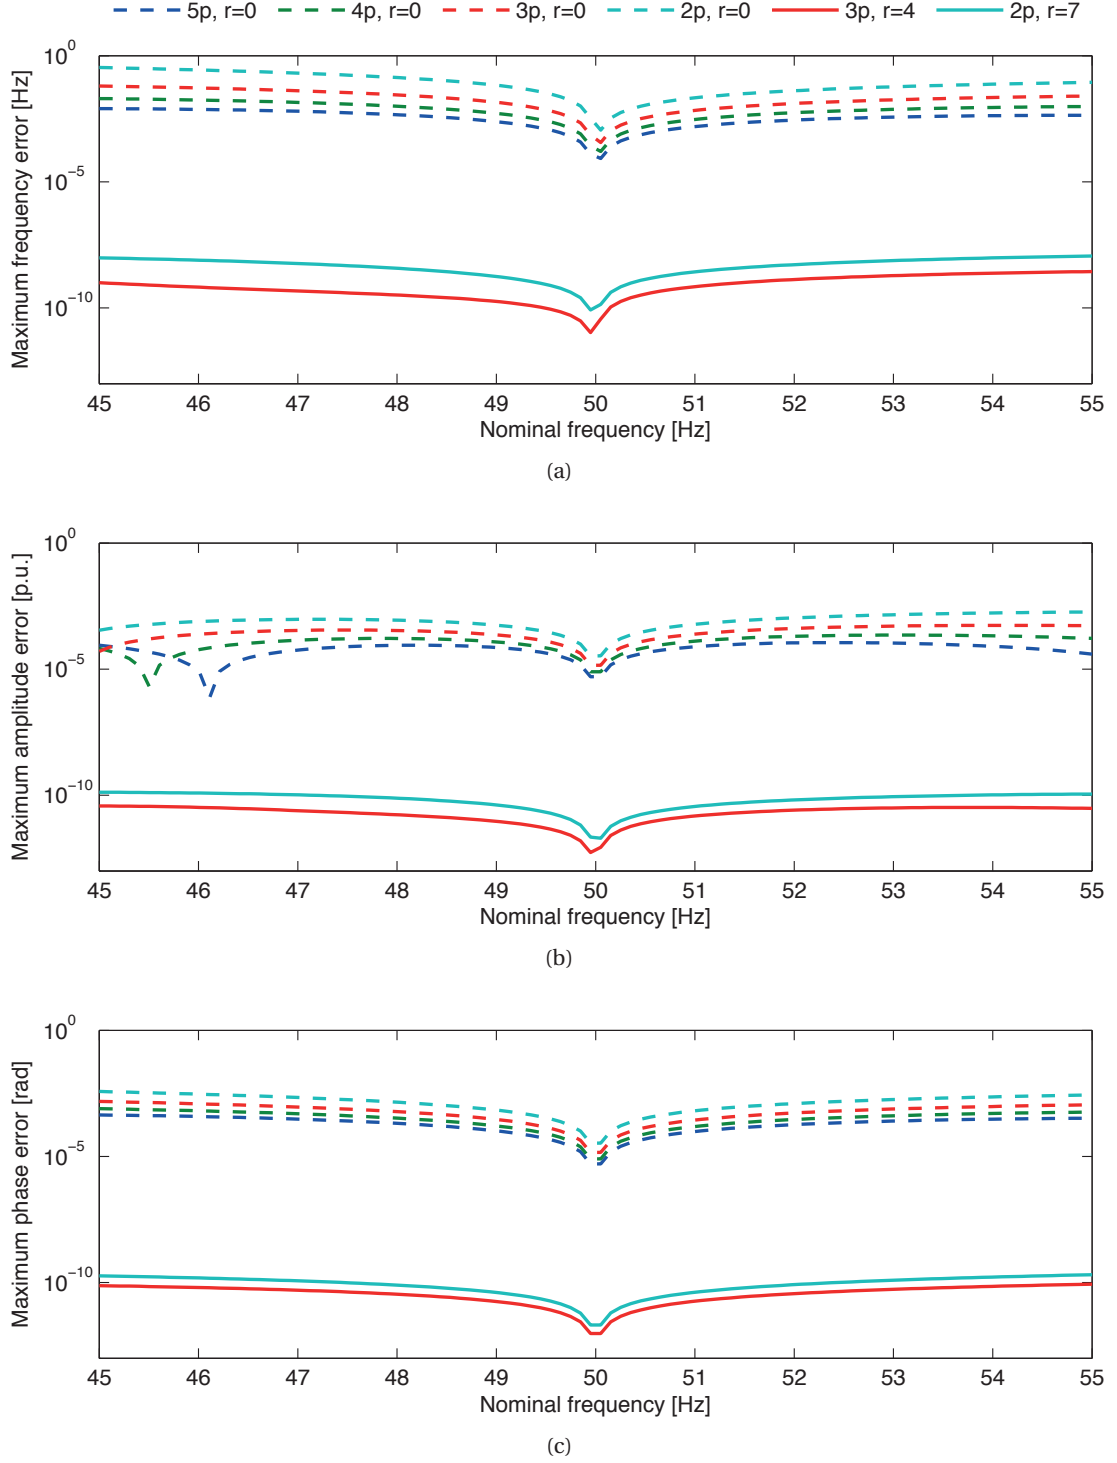 5p, r=0 4p, r=0 3p, r=0 2p, r=0 3p, r=4 2p, r=7
Maximum frequency error [Hz]
10^0
10^−5
10^−10
45 46 47 48 49 50 51 52 53 54 55
Nominal frequency [Hz]
(a)
Maximum amplitude error [p.u.]
10^0
10^−5
10^−10
45 46 47 48 49 50 51 52 53 54 55
Nominal frequency [Hz]
(b)
Maximum phase error [rad]
10^0
10^−5
10^−10
45 46 47 48 49 50 51 52 53 54 55
Nominal frequency [Hz]
(c)